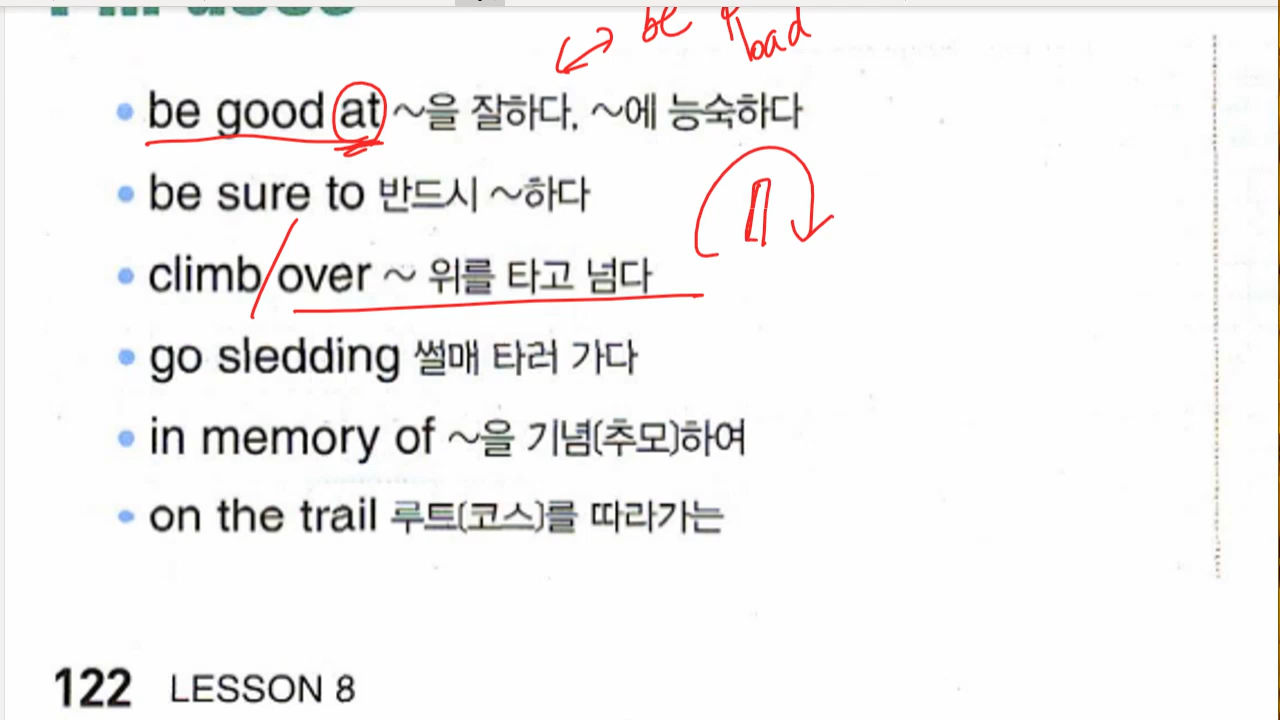 Phrases
be bad
be good at ~을 잘하다, ~에 능숙하다
be sure to 반드시 ~하다
climb over ~ 위를 타고 넘다
go sledding 썰매 타러 가다
in memory of ~을 기념(추모)하여
on the trail 루트(코스)를 따라가는
122 LESSON 8